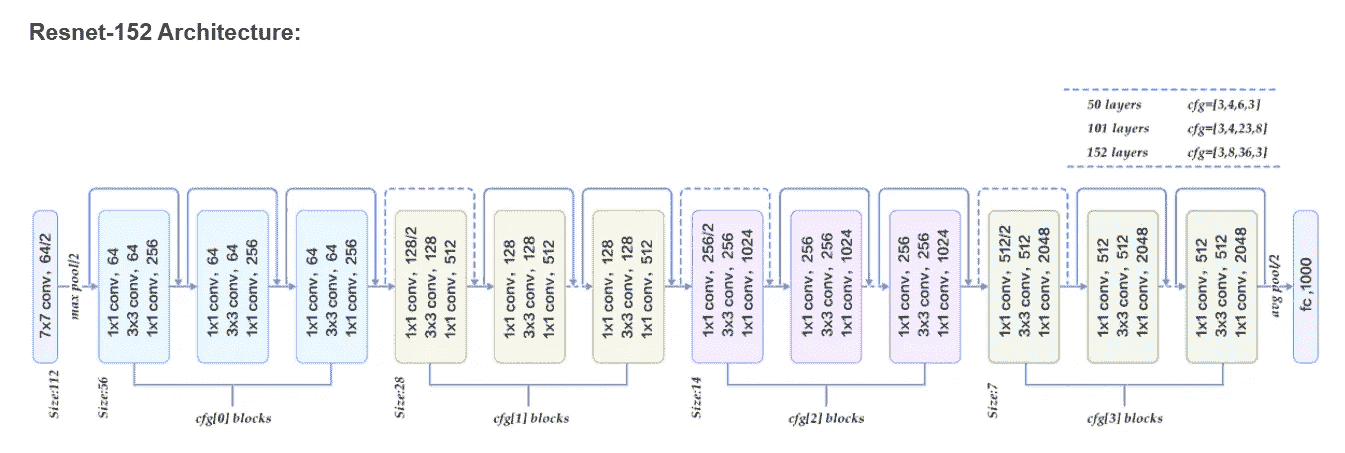 Resnet-152 Architecture:
50 layers cfg=[3,4,6,3]
101 layers cfg=[3,4,23,8]
152 layers cfg=[3,8,36,3]
7x7 conv, 64/2
max pool/2
1x1 conv, 64
3x3 conv, 64
1x1 conv, 256
1x1 conv, 64
3x3 conv, 64
1x1 conv, 256
1x1 conv, 64
3x3 conv, 64
1x1 conv, 256
1x1 conv, 128/2
3x3 conv, 128
1x1 conv, 512
1x1 conv, 128
3x3 conv, 128
1x1 conv, 512
1x1 conv, 128
3x3 conv, 128
1x1 conv, 512
1x1 conv, 256/2
3x3 conv, 256
1x1 conv, 1024
1x1 conv, 256
3x3 conv, 256
1x1 conv, 1024
1x1 conv, 256
3x3 conv, 256
1x1 conv, 1024
1x1 conv, 512/2
3x3 conv, 512
1x1 conv, 2048
1x1 conv, 512
3x3 conv, 512
1x1 conv, 2048
1x1 conv, 512
3x3 conv, 512
1x1 conv, 2048
avg pool/2
fc ,1000
Size:112
Size:56
cfg[0] blocks
Size:28
cfg[1] blocks
Size:14
cfg[2] blocks
Size:7
cfg[3] blocks